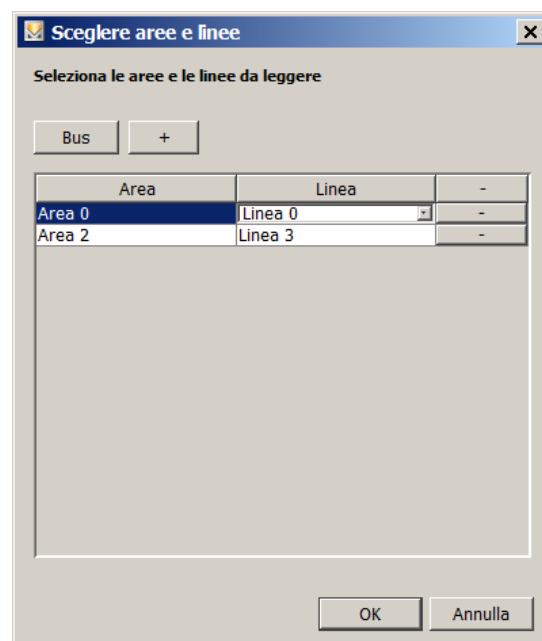 Sceglere aree e linee
Seleziona le aree e le linee da leggere
Bus +
Area Linea -
Area 0 Linea 0 -
Area 2 Linea 3 -
OK Annulla